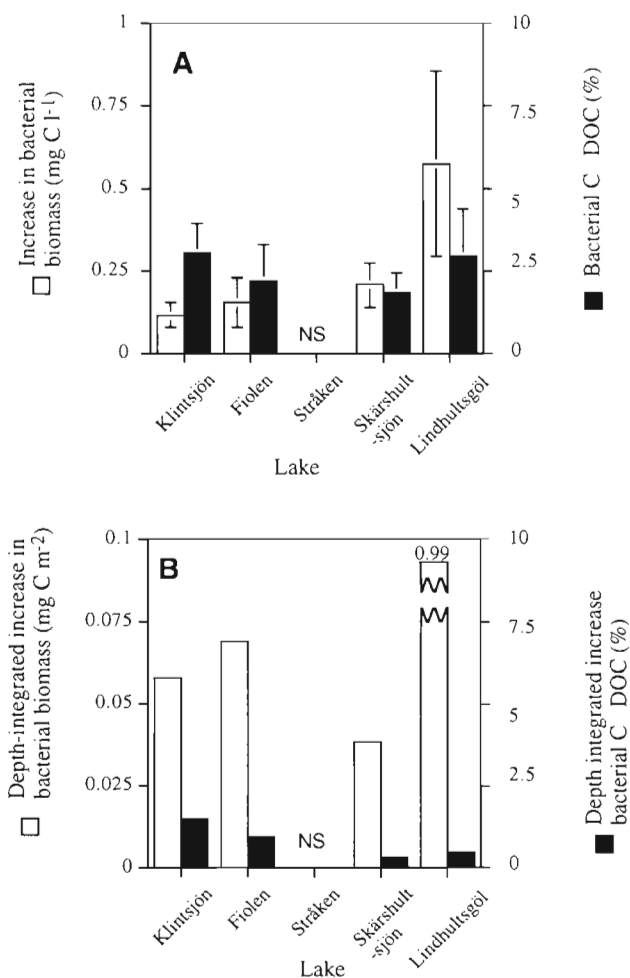 Increase in bacterial
biomass (mg C l-1)
1
0.75
0.5
0.25
0
A
NS
10
7.5
5
2.5
0
Bacterial C DOC (%)
Klintsjön
Fiolen
Stråken
Skärshult
-sjön
Lindhultsgöl
Lake
Depth-integrated increase in
bacterial biomass (mg C m-2)
0.1
0.075
0.05
0.025
0
B
0.99
NS
10
7.5
5
2.5
0
Depth integrated increase
bacterial C DOC (%)
Klintsjön
Fiolen
Stråken
Skärshult
-sjön
Lindhultsgöl
Lake